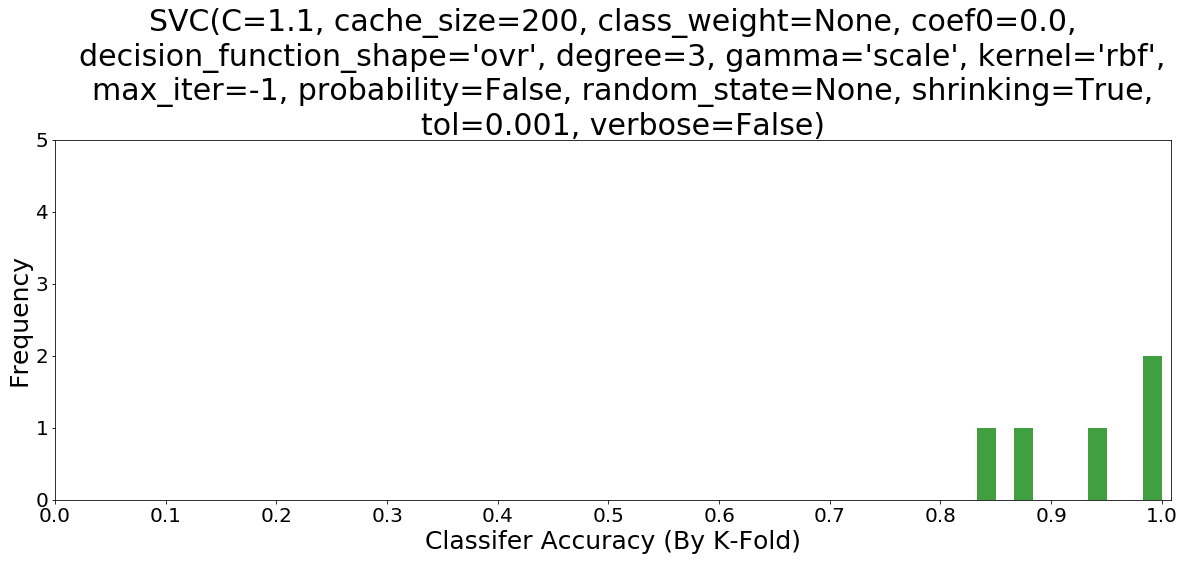 SVC(C=1.1, cache_size=200, class_weight=None, coef0=0.0,
decision_function_shape='ovr', degree=3, gamma='scale', kernel='rbf',
max_iter=-1, probability=False, random_state=None, shrinking=True,
tol=0.001, verbose=False)
5
4
3
2
1
0
Frequency
0.0 0.1 0.2 0.3 0.4 0.5 0.6 0.7 0.8 0.9 1.0
Classifer Accuracy (By K-Fold)